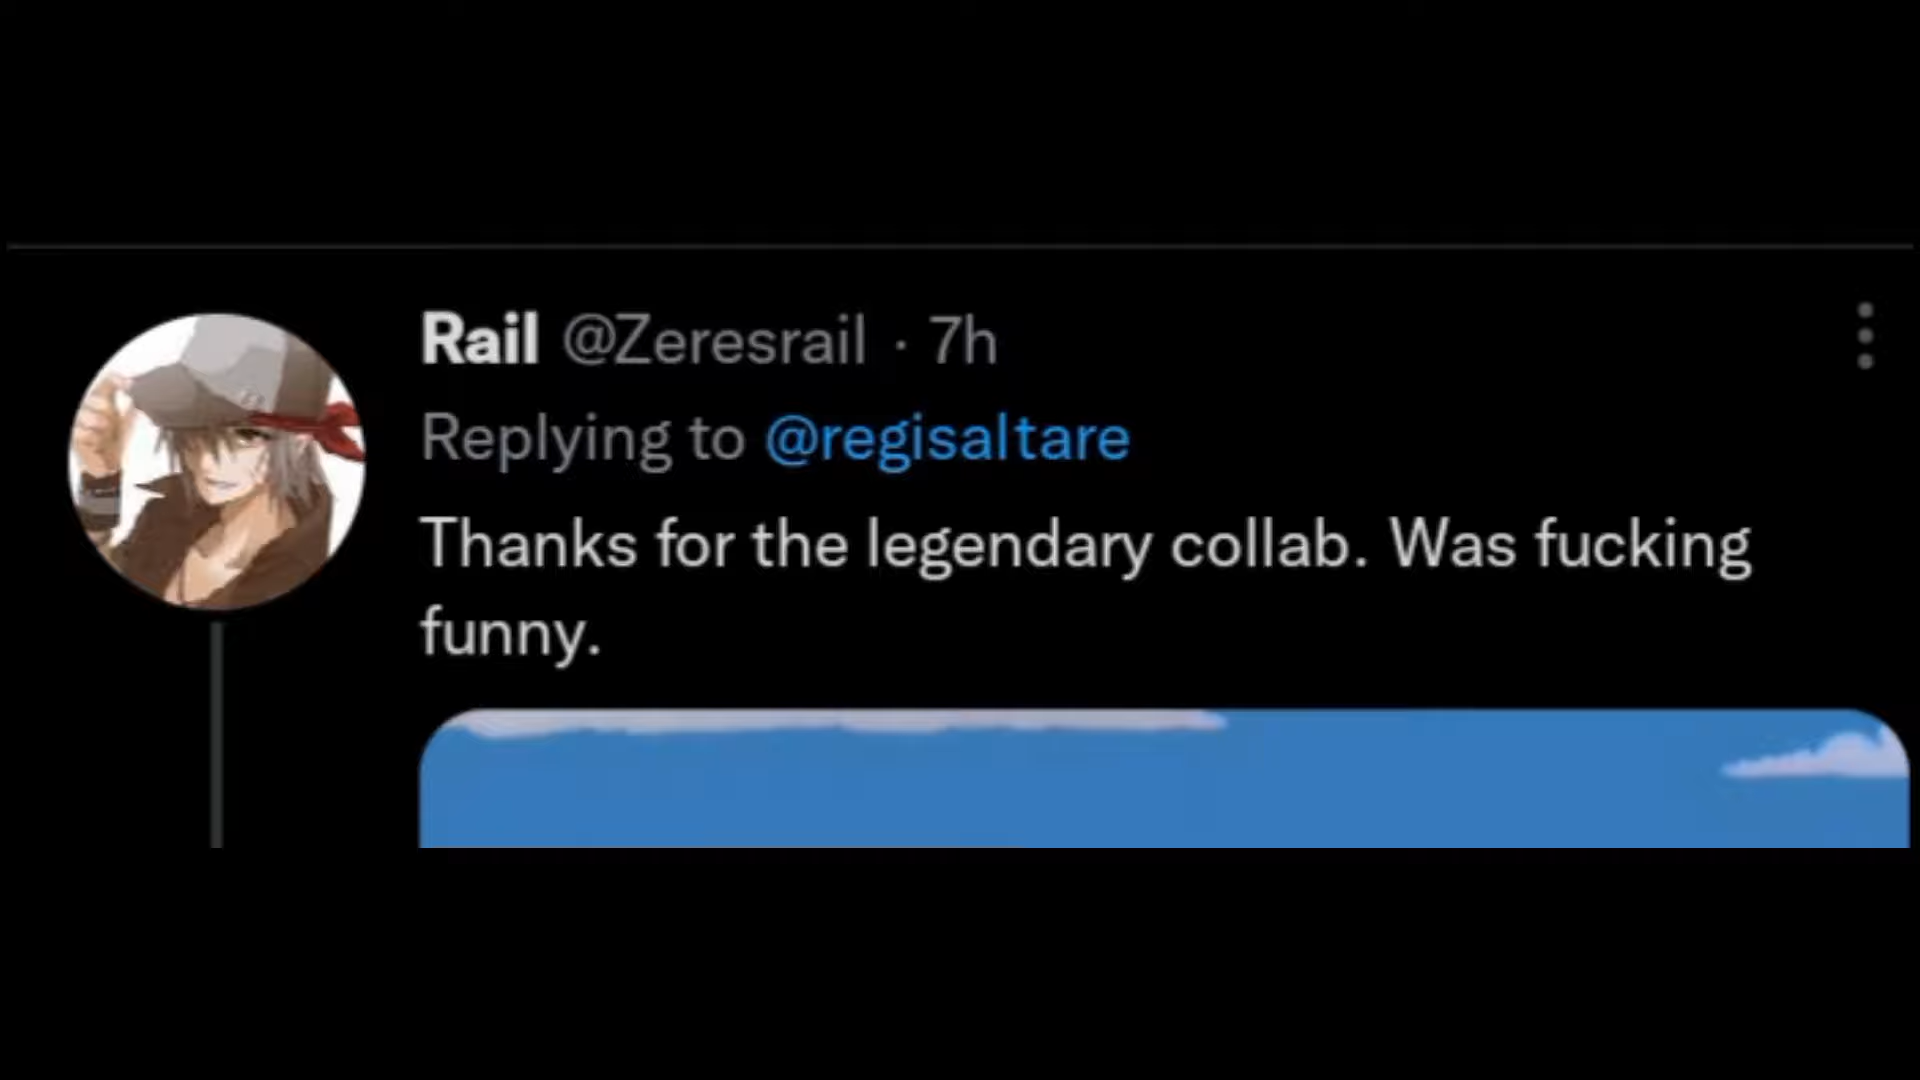 Rail @Zeresrail · 7h
Replying to @regisaltare
Thanks for the legendary collab. Was fucking
funny.